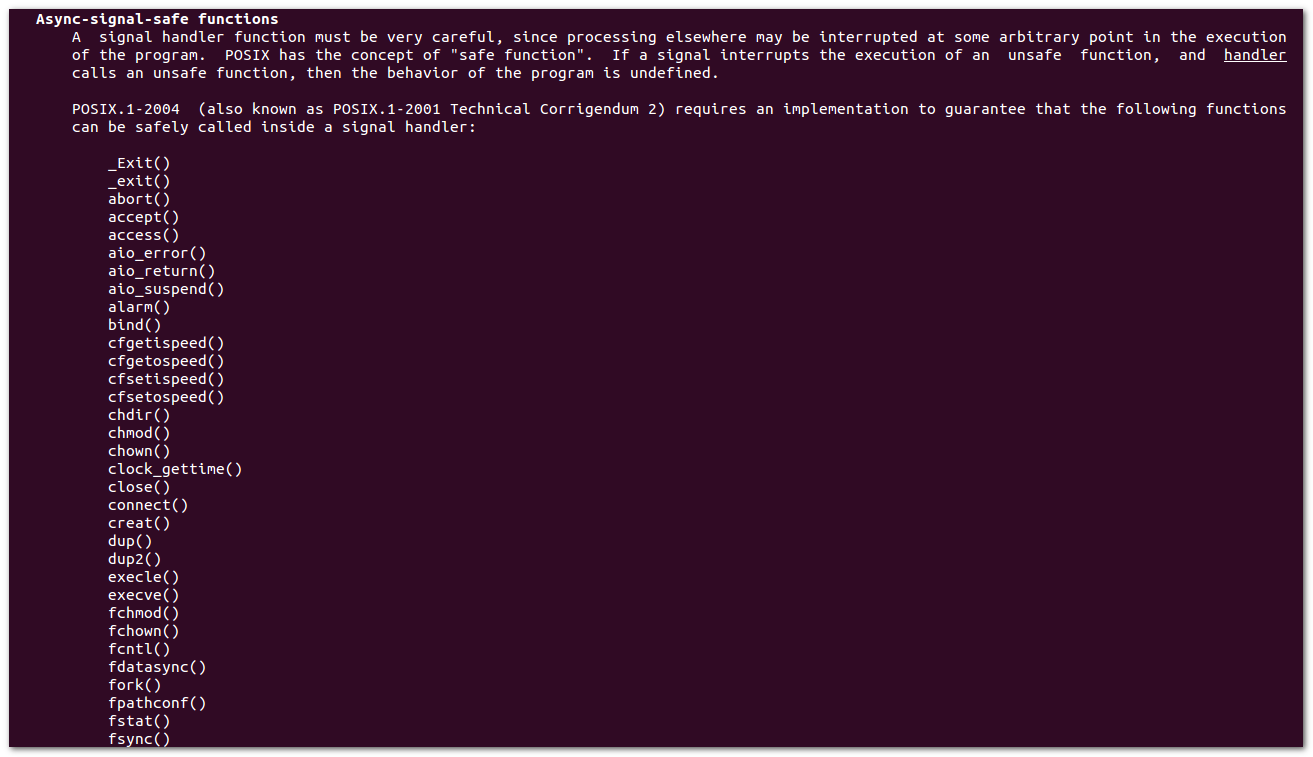 Async-signal-safe functions
A  signal handler function must be very careful, since processing elsewhere may be interrupted at some arbitrary point in the execution
of the program.  POSIX has the concept of "safe function".  If a signal interrupts the execution of an  unsafe  function,  and  handler
calls an unsafe function, then the behavior of the program is undefined.
POSIX.1-2004  (also known as POSIX.1-2001 Technical Corrigendum 2) requires an implementation to guarantee that the following functions
can be safely called inside a signal handler:
_Exit()
_exit()
abort()
accept()
access()
aio_error()
aio_return()
aio_suspend()
alarm()
bind()
cfgetispeed()
cfgetospeed()
cfsetispeed()
cfsetospeed()
chdir()
chmod()
chown()
clock_gettime()
close()
connect()
creat()
dup()
dup2()
execle()
execve()
fchmod()
fchown()
fcntl()
fdatasync()
fork()
fpathconf()
fstat()
fsync()